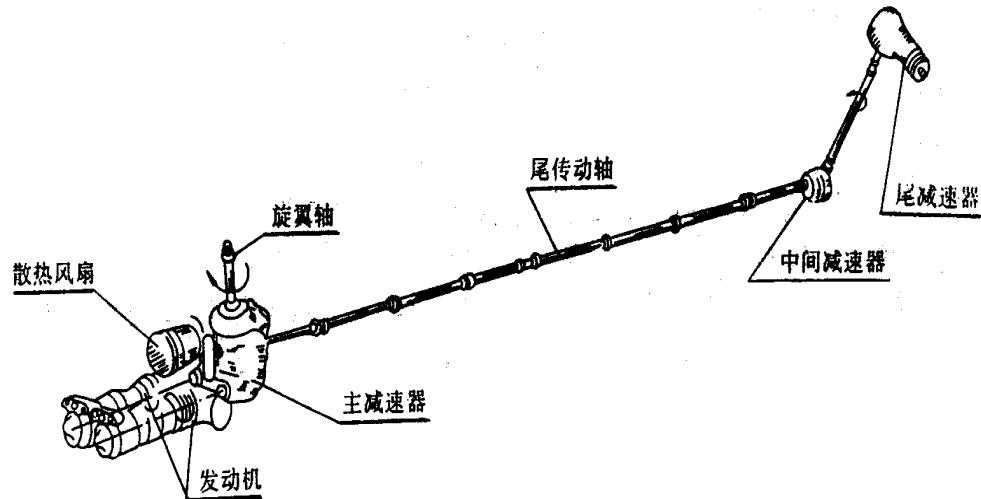 尾传动轴
尾减速器
旋翼轴
中间减速器
散热风扇
主减速器
发动机